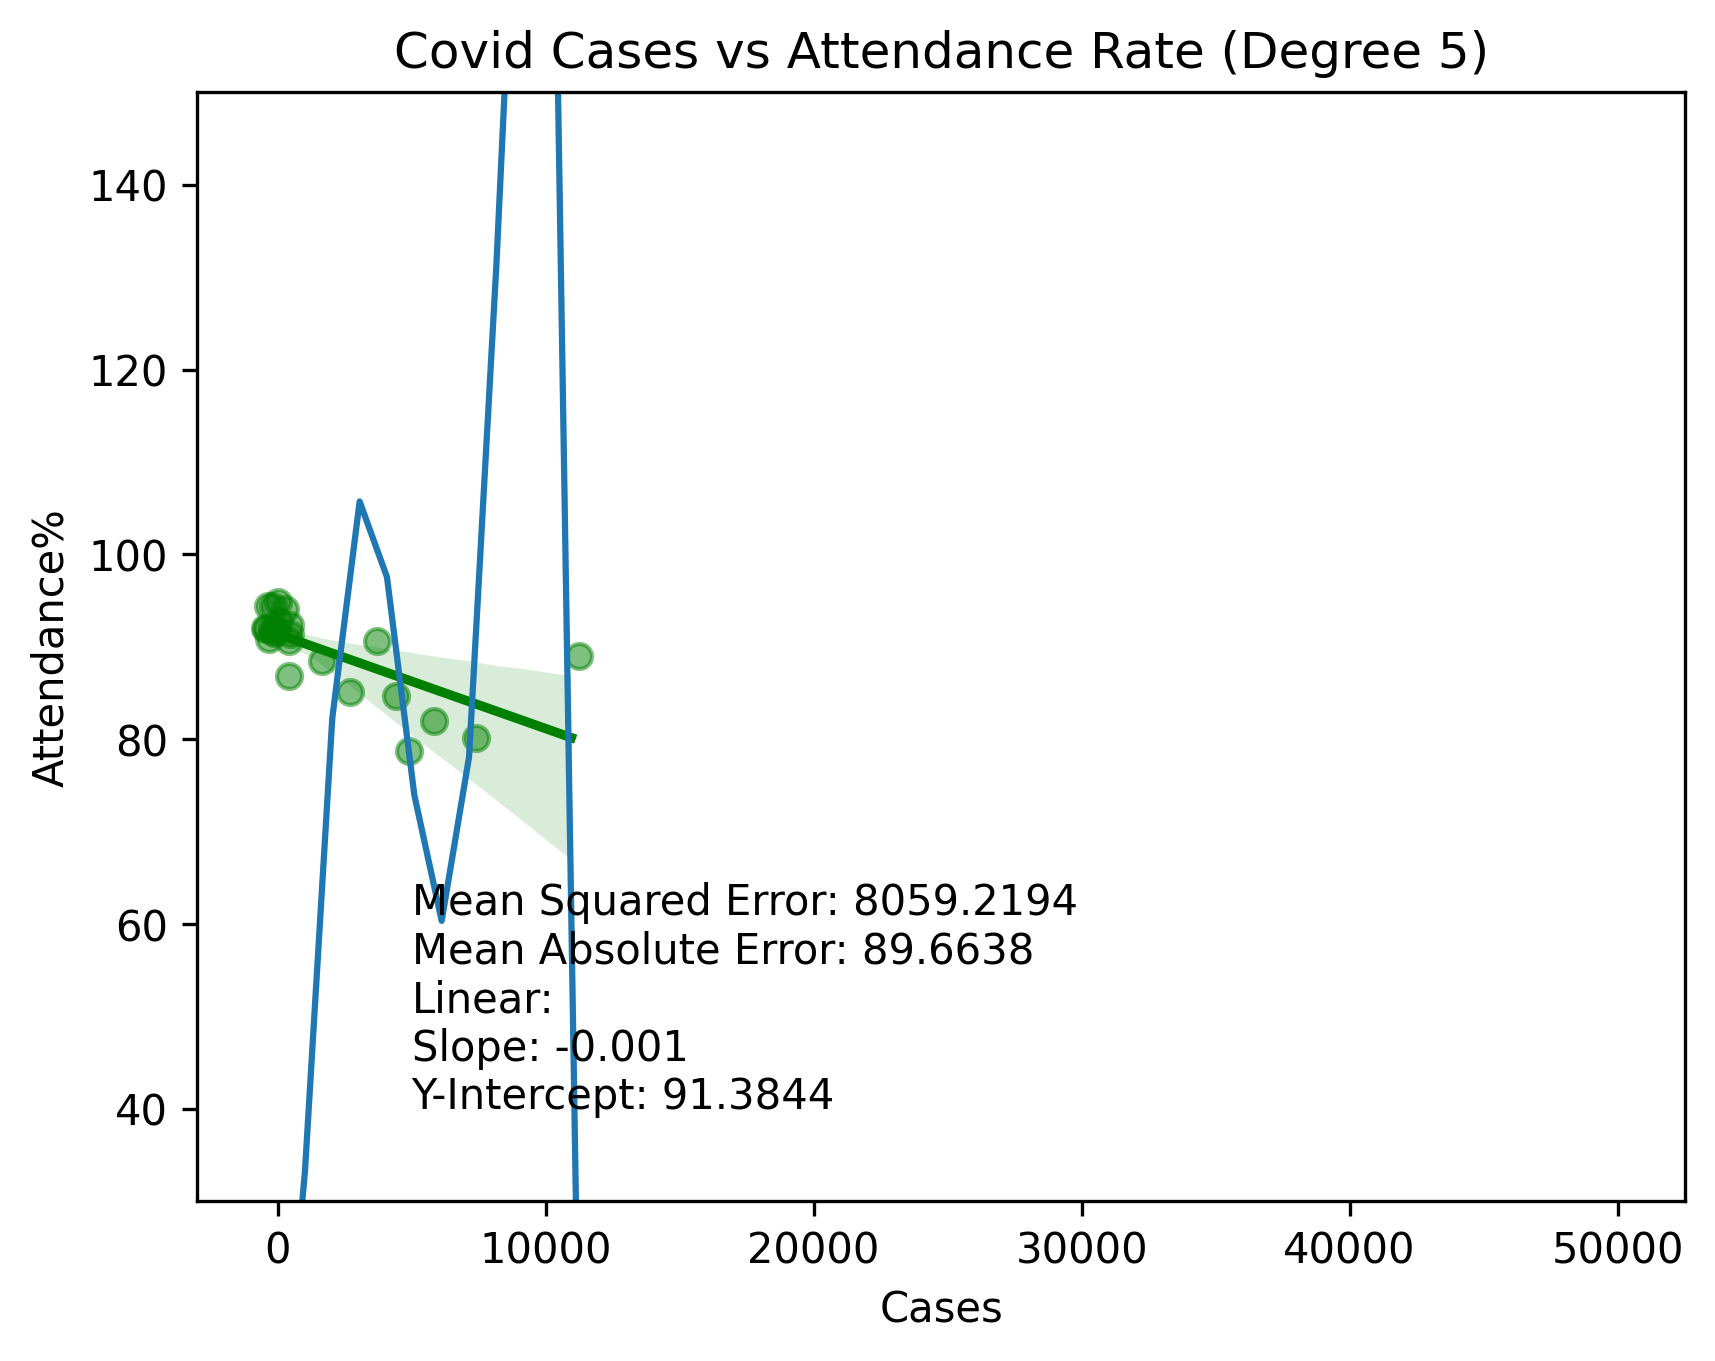 Covid Cases vs Attendance Rate (Degree 5)
140
120
100
80
60
40
Attendance%
Mean Squared Error: 8059.2194
Mean Absolute Error: 89.6638
Linear:
Slope: -0.001
Y-Intercept: 91.3844
0 10000 20000 30000 40000 50000
Cases